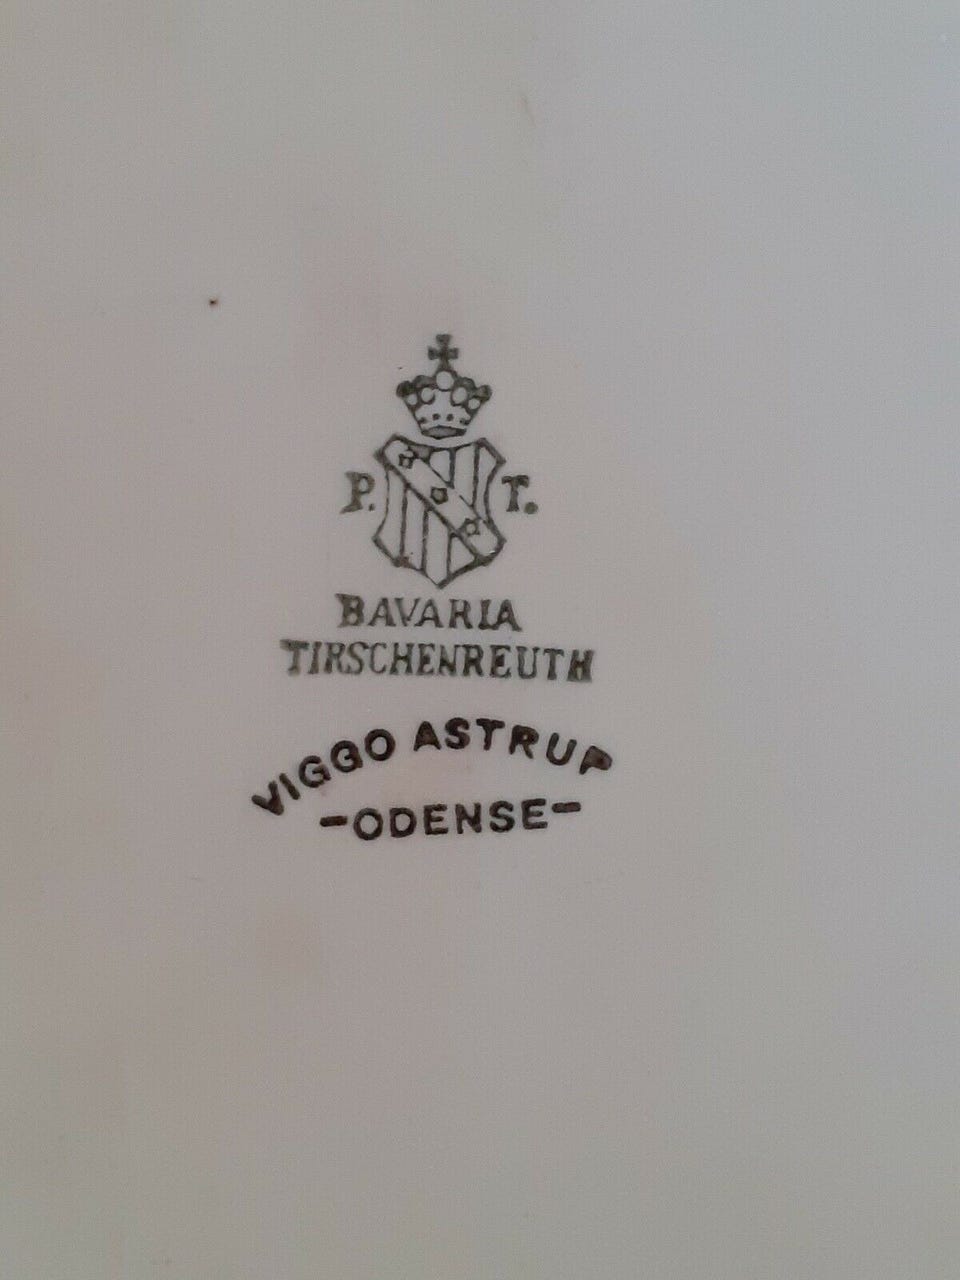 P. T.
BAVARIA
TIRSCHENREUTH
VIGGO ASTRUP
-ODENSE-